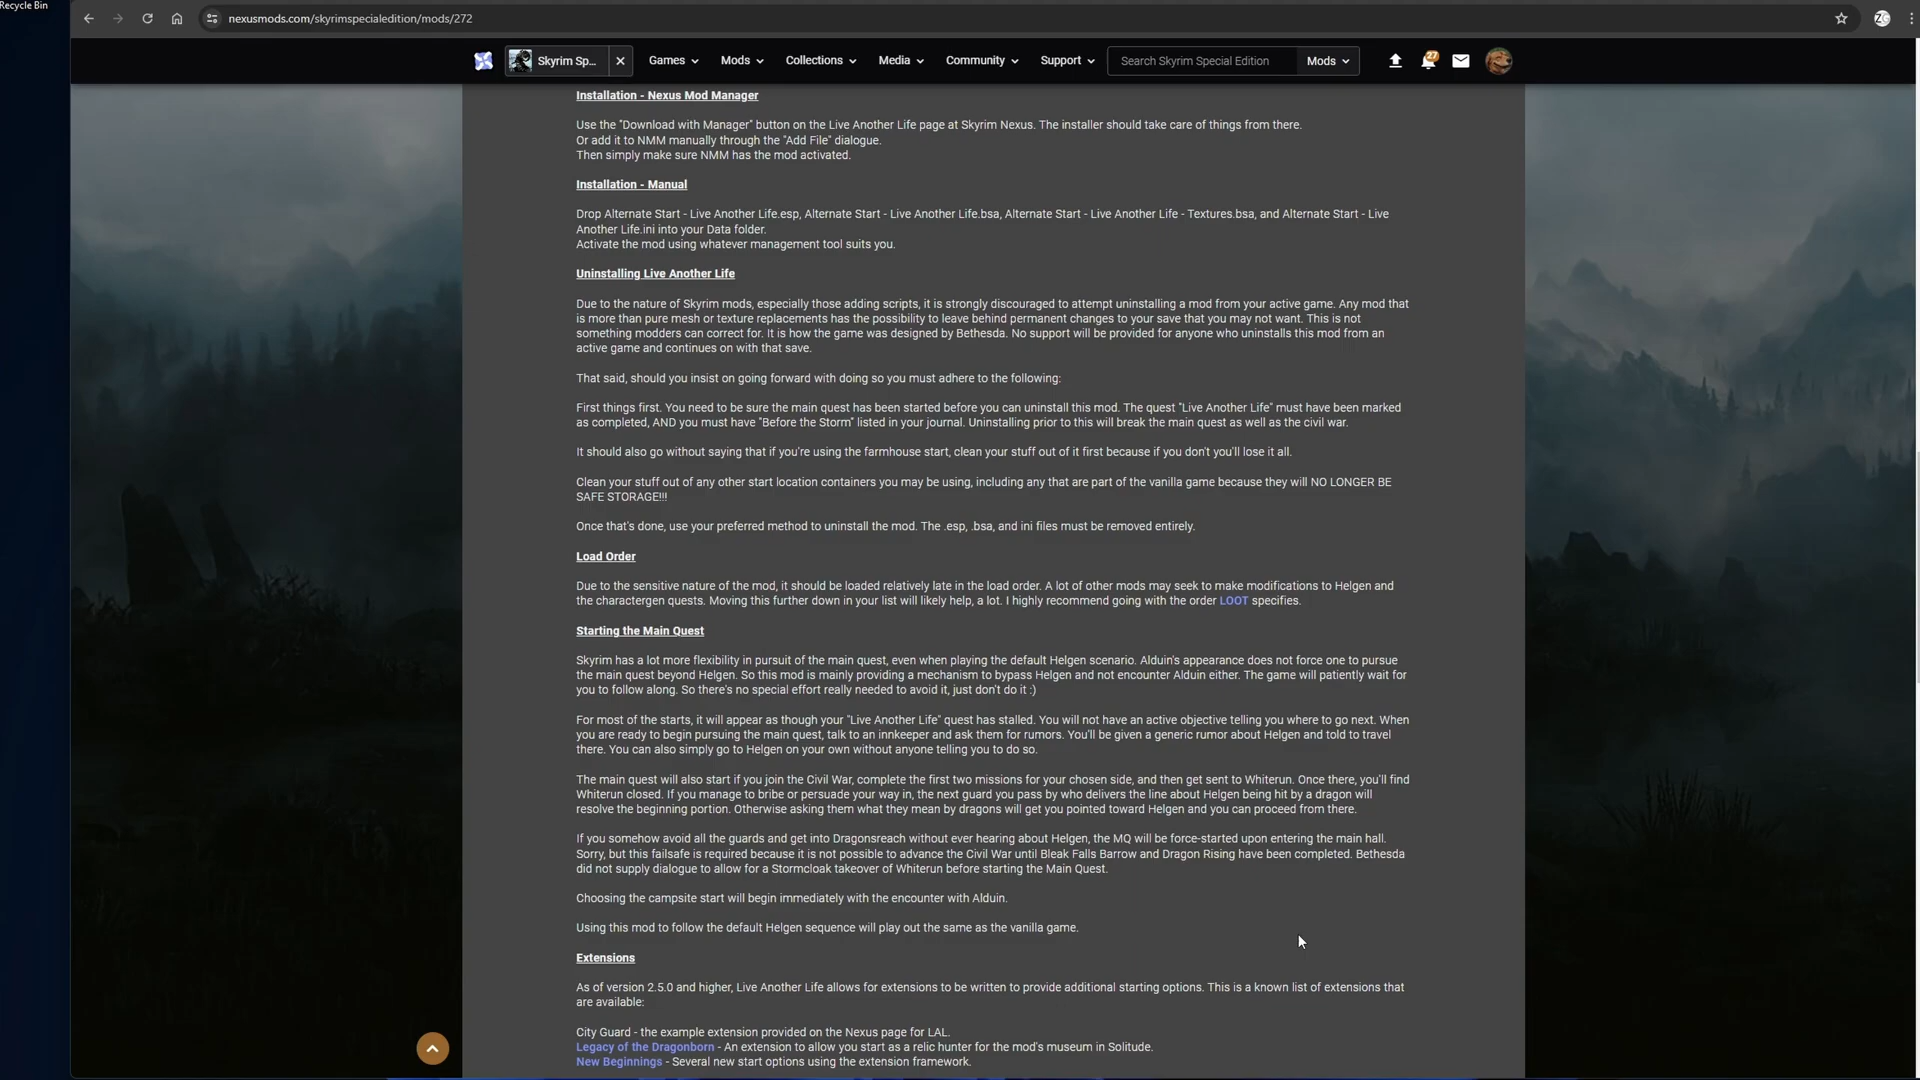 Recycle Bin
nexusmods.com/skyrimspecialedition/mods/272
ZG
Skyrim Sp...
Games
Mods
Collections
Media
Community
Support
Search Skyrim Special Edition
Mods
27
Installation - Nexus Mod Manager
Use the "Download with Manager" button on the Live Another Life page at Skyrim Nexus. The installer should take care of things from there.
Or add it to NMM manually through the "Add File" dialogue.
Then simply make sure NMM has the mod activated.
Installation - Manual
Drop Alternate Start - Live Another Life.esp, Alternate Start - Live Another Life.bsa, Alternate Start - Live Another Life - Textures.bsa, and Alternate Start - Live
Another Life.ini into your Data folder.
Activate the mod using whatever management tool suits you.
Uninstalling Live Another Life
Due to the nature of Skyrim mods, especially those adding scripts, it is strongly discouraged to attempt uninstalling a mod from your active game. Any mod that
is more than pure mesh or texture replacements has the possibility to leave behind permanent changes to your save that you may not want. This is not
something modders can correct for. It is how the game was designed by Bethesda. No support will be provided for anyone who uninstalls this mod from an
active game and continues on with that save.
That said, should you insist on going forward with doing so you must adhere to the following:
First things first. You need to be sure the main quest has been started before you can uninstall this mod. The quest "Live Another Life" must have been marked
as completed, AND you must have "Before the Storm" listed in your journal. Uninstalling prior to this will break the main quest as well as the civil war.
It should also go without saying that if you're using the farmhouse start, clean your stuff out of it first because if you don't you'll lose it all.
Clean your stuff out of any other start location containers you may be using, including any that are part of the vanilla game because they will NO LONGER BE
SAFE STORAGE!!!
Once that's done, use your preferred method to uninstall the mod. The .esp, .bsa, and ini files must be removed entirely.
Load Order
Due to the sensitive nature of the mod, it should be loaded relatively late in the load order. A lot of other mods may seek to make modifications to Helgen and
the charactergen quests. Moving this further down in your list will likely help, a lot. I highly recommend going with the order LOOT specifies.
Starting the Main Quest
Skyrim has a lot more flexibility in pursuit of the main quest, even when playing the default Helgen scenario. Alduin's appearance does not force one to pursue
the main quest beyond Helgen. So this mod is mainly providing a mechanism to bypass Helgen and not encounter Alduin either. The game will patiently wait for
you to follow along. So there's no special effort really needed to avoid it, just don't do it :)
For most of the starts, it will appear as though your "Live Another Life" quest has stalled. You will not have an active objective telling you where to go next. When
you are ready to begin pursuing the main quest, talk to an innkeeper and ask them for rumors. You'll be given a generic rumor about Helgen and told to travel
there. You can also simply go to Helgen on your own without anyone telling you to do so.
The main quest will also start if you join the Civil War, complete the first two missions for your chosen side, and then get sent to Whiterun. Once there, you'll find
Whiterun closed. If you manage to bribe or persuade your way in, the next guard you pass by who delivers the line about Helgen being hit by a dragon will
resolve the beginning portion. Otherwise asking them what they mean by dragons will get you pointed toward Helgen and you can proceed from there.
If you somehow avoid all the guards and get into Dragonsreach without ever hearing about Helgen, the MQ will be force-started upon entering the main hall.
Sorry, but this failsafe is required because it is not possible to advance the Civil War until Bleak Falls Barrow and Dragon Rising have been completed. Bethesda
did not supply dialogue to allow for a Stormcloak takeover of Whiterun before starting the Main Quest.
Choosing the campsite start will begin immediately with the encounter with Alduin.
Using this mod to follow the default Helgen sequence will play out the same as the vanilla game.
Extensions
As of version 2.5.0 and higher, Live Another Life allows for extensions to be written to provide additional starting options. This is a known list of extensions that
are available:
City Guard - the example extension provided on the Nexus page for LAL.
Legacy of the Dragonborn - An extension to allow you start as a relic hunter for the mod's museum in Solitude.
New Beginnings - Several new start options using the extension framework.